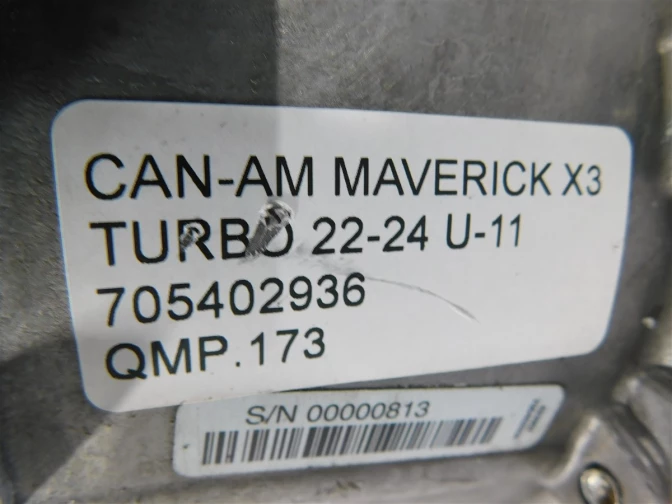 CAN-AM MAVERICK X3
TURBO 22-24 U-11
705402936
QMP.173
S/N 00000813